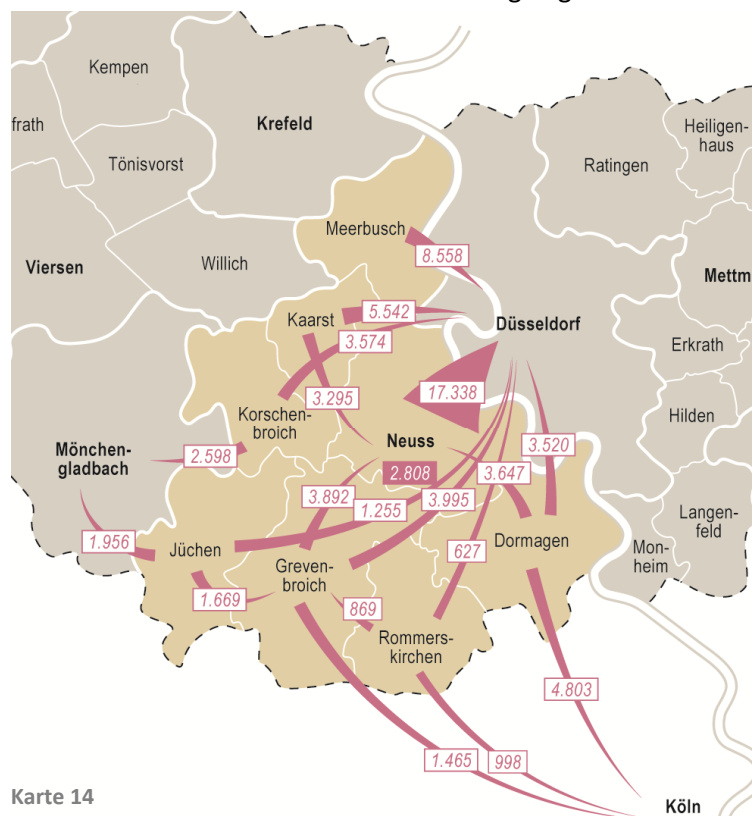 Kempen
Heiligen-
haus
frath
Krefeld
Tönisvorst
Ratingen
Meerbusch
Viersen
Willich
8.558
Mettm
Kaarst
5.542
Düsseldorf
3.574
Erkrath
17.338
3.295
Korschen-
broich
Hilden
Mönchen-
gladbach
2.598
Neuss
3.520
2.808
3.647
3.892
1.255
3.995
Langen-
feld
1.956
Jüchen
627
Dormagen
Mon-
heim
Greven-
broich
1.669
869
Rommers-
kirchen
4.803
1.465
998
Karte 14
Köln